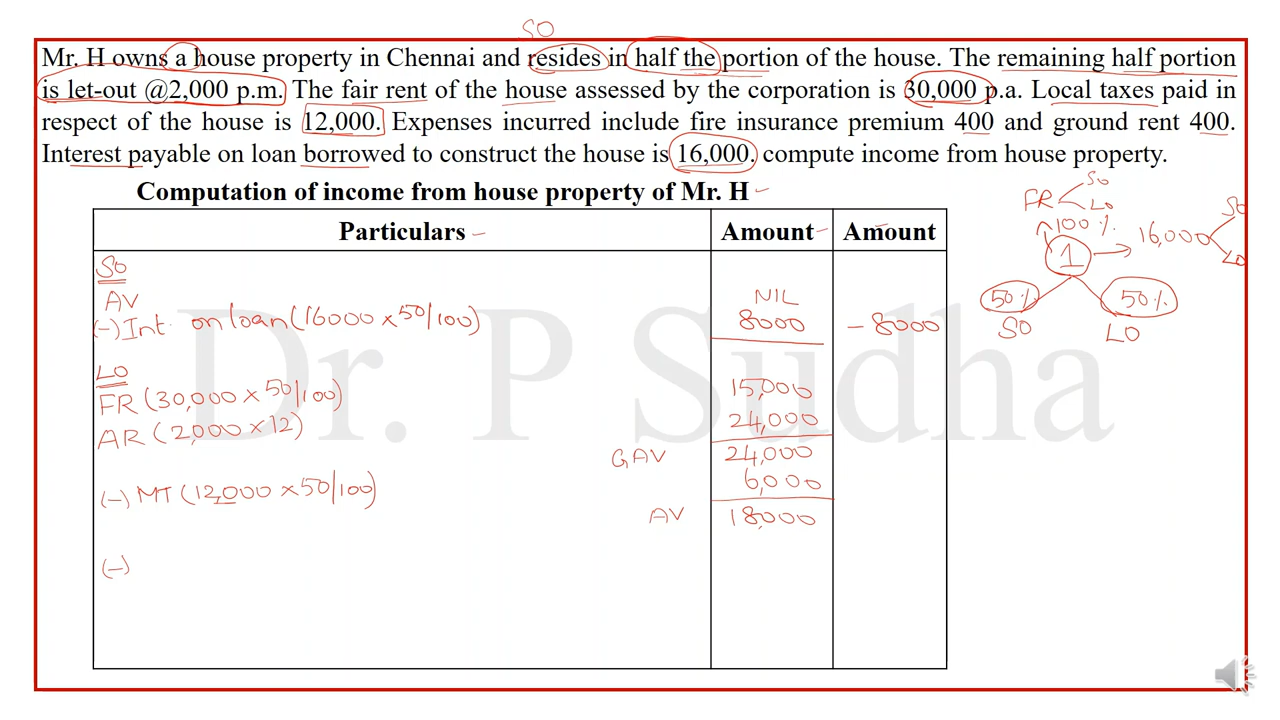 SO
Mr. H owns a house property in Chennai and resides in half the portion of the house. The remaining half portion
is let-out @2,000 p.m. The fair rent of the house assessed by the corporation is 30,000 p.a. Local taxes paid in
respect of the house is 12,000. Expenses incurred include fire insurance premium 400 and ground rent 400.
Interest payable on loan borrowed to construct the house is 16,000. compute income from house property.
Computation of income from house property of Mr. H
Particulars Amount Amount
SO
AV NIL
(-) Int. on loan (16000 x 50/100) 8000 - 8000
LO
FR (30,000 x 50/100) 15,000
AR (2,000 x 12) 24,000
GAV 24,000
(-) MT (12,000 x 50/100) 6,000
AV 18,000
(-)
FR SO
LO
100 %
1 16,000 SO
LO
50 % 50 %
SO LO
Dr. P Sudha